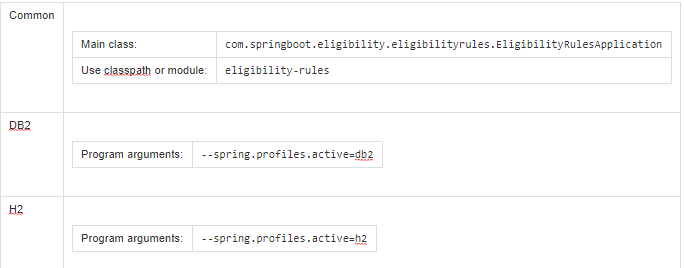 Common
Main class: com.springboot.eligibility.eligibilityrules.EligibilityRulesApplication
Use classpath or module: eligibility-rules
DB2
Program arguments: --spring.profiles.active=db2
H2
Program arguments: --spring.profiles.active=h2